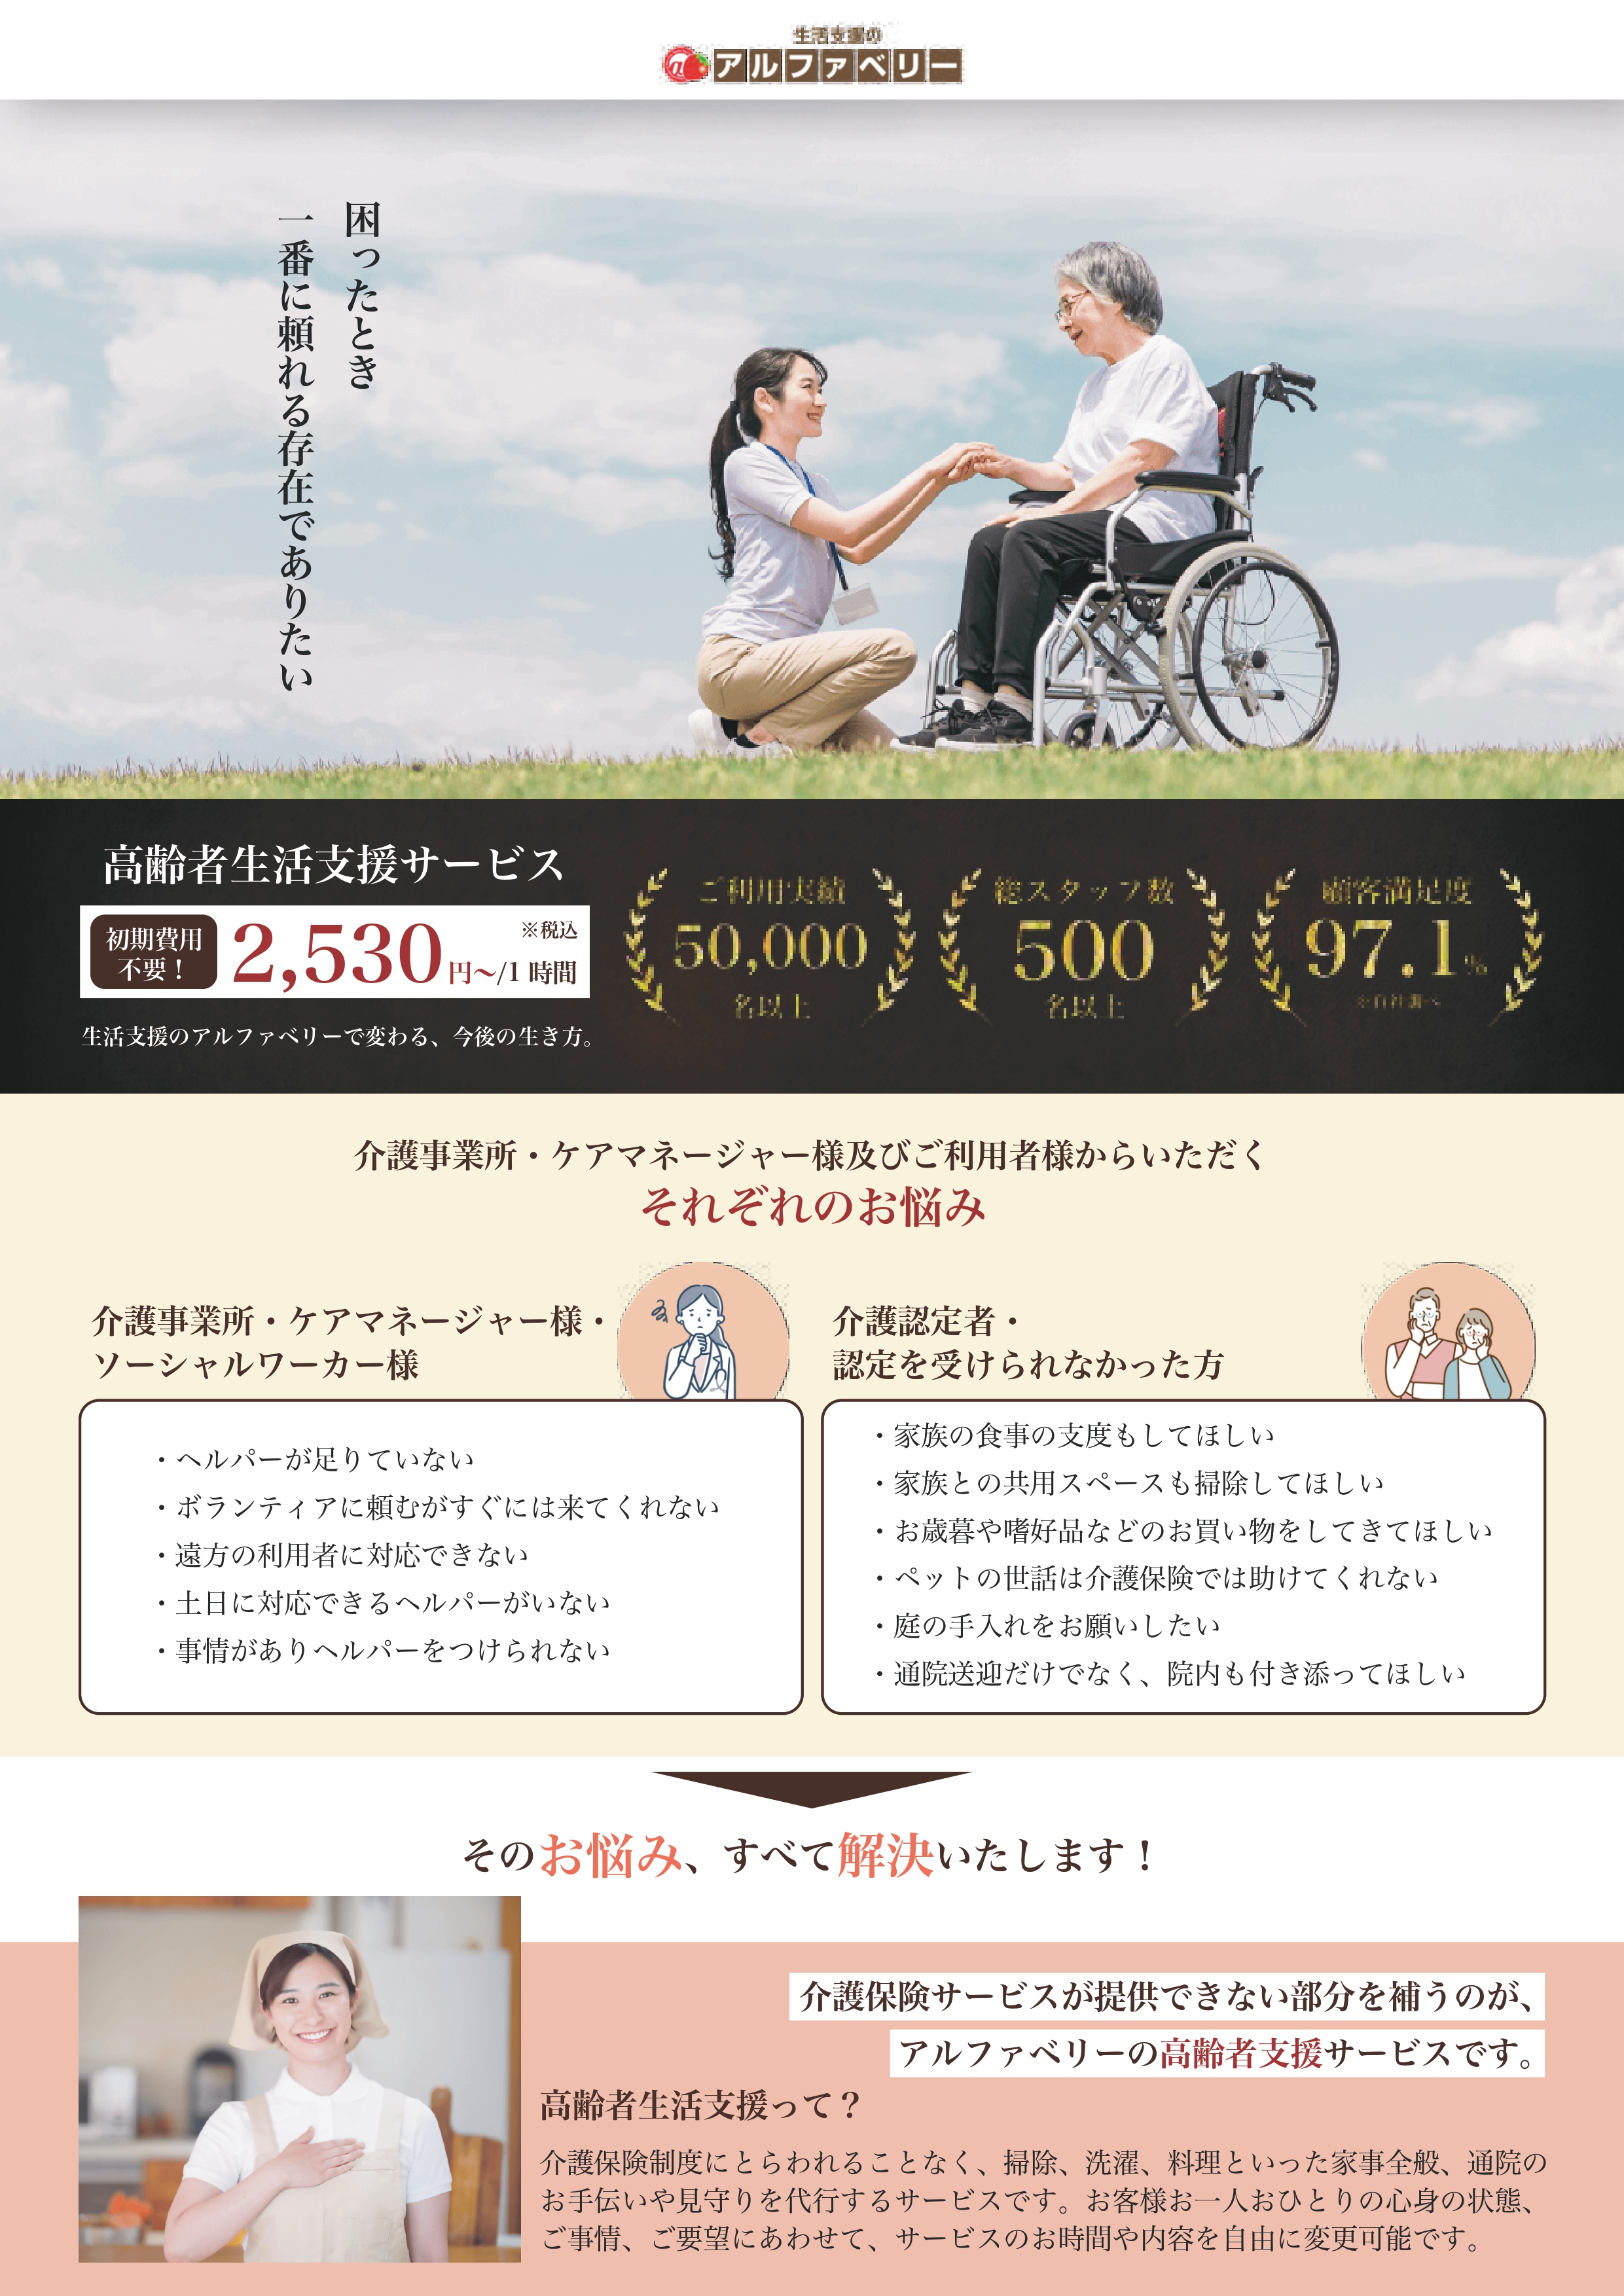 生活支援の
アルファベリー
困ったとき
一番に頼れる存在でありたい
高齢者生活支援サービス
初期費用
不要！
2,530円〜/1 時間
※税込
生活支援のアルファベリーで変わる、今後の生き方。
ご利用実績
50,000
名以上
総スタッフ数
500
名以上
顧客満足度
97.1%
※自社調べ
介護事業所・ケアマネージャー様及びご利用者様からいただく
それぞれのお悩み
介護事業所・ケアマネージャー様・
ソーシャルワーカー様
・ヘルパーが足りていない
・ボランティアに頼むがすぐには来てくれない
・遠方の利用者に対応できない
・土日に対応できるヘルパーがいない
・事情がありヘルパーをつけられない
介護認定者・
認定を受けられなかった方
・家族の食事の支度もしてほしい
・家族との共用スペースも掃除してほしい
・お歳暮や嗜好品などのお買い物をしてきてほしい
・ペットの世話は介護保険では助けてくれない
・庭の手入れをお願いしたい
・通院送迎だけでなく、院内も付き添ってほしい
そのお悩み、すべて解決いたします！
介護保険サービスが提供できない部分を補うのが、
アルファベリーの高齢者支援サービスです。
高齢者生活支援って？
介護保険制度にとらわれることなく、掃除、洗濯、料理といった家事全般、通院の
お手伝いや見守りを代行するサービスです。お客様お一人おひとりの心身の状態、
ご事情、ご要望にあわせて、サービスのお時間や内容を自由に変更可能です。